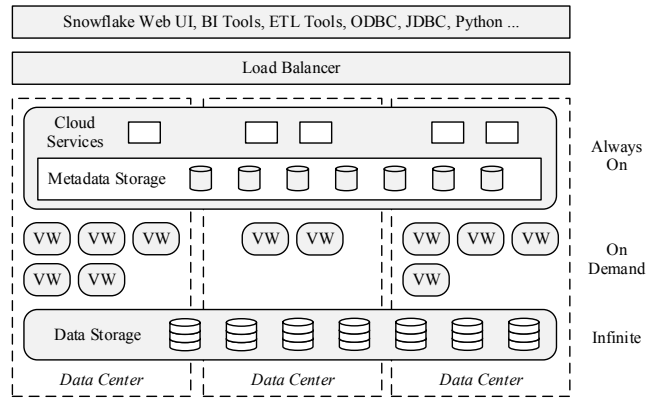 Snowflake Web UI, BI Tools, ETL Tools, ODBC, JDBC, Python ...
Load Balancer
Cloud
Services
Metadata Storage
Always
On
VW VW VW VW VW VW VW VW
VW VW VW
On
Demand
Data Storage
Infinite
Data Center Data Center Data Center